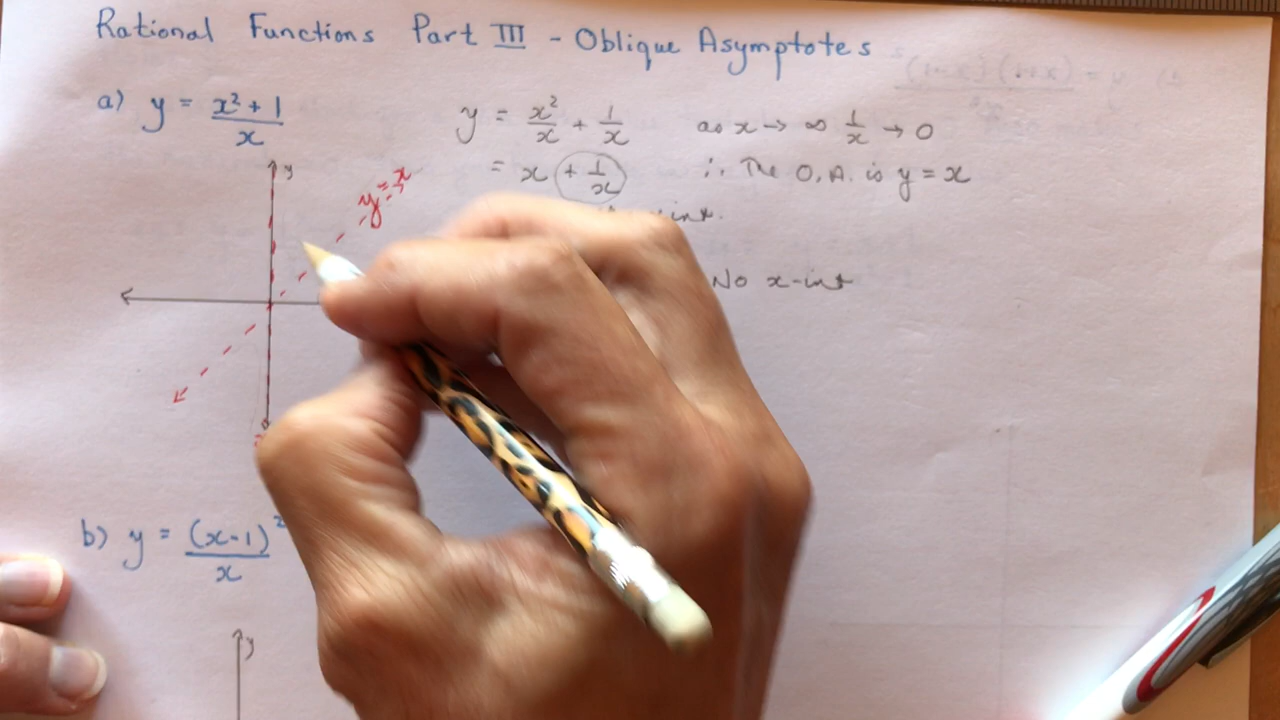 Rational Functions Part III - Oblique Asymptotes
a) y = (x² + 1)/x
y = x²/x + 1/x as x → ∞ 1/x → 0
= x + 1/x ∴ The O.A. is y = x
y = x
y
No x-int
b) y = (x-1)²/x
y